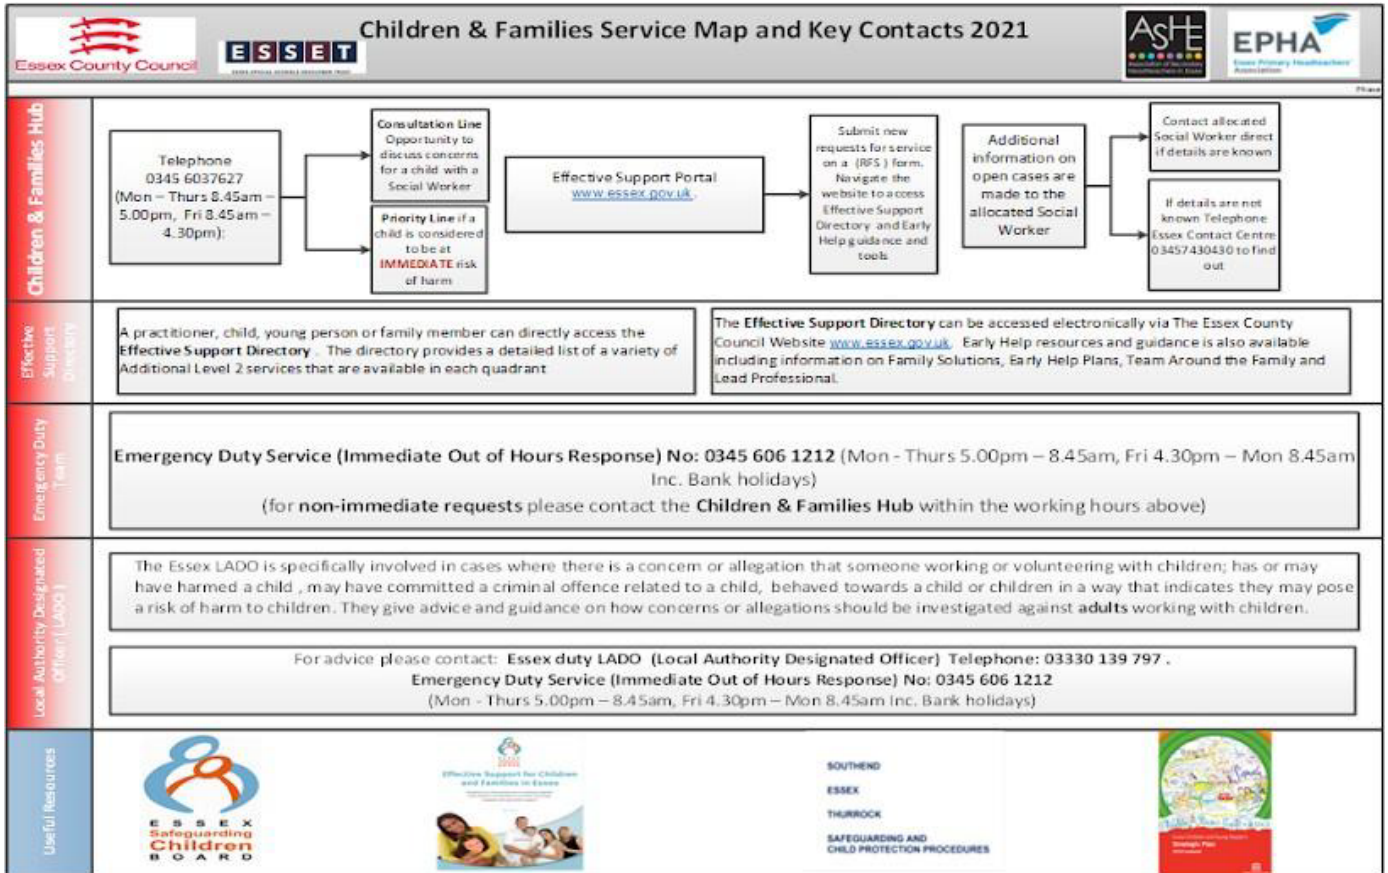 Children & Families Service Map and Key Contacts 2021
Essex County Council
ESSET
ASHE
EPHA
Essex Primary Headteachers'
Association
Phase
Children & Families Hub
Telephone
0345 6037627
(Mon – Thurs 8.45am –
5.00pm, Fri 8.45am –
4.30pm):
Consultation Line
Opportunity to
discuss concerns
for a child with a
Social Worker
Priority Line if a
child is considered
to be at
IMMEDIATE risk
of harm
Effective Support Portal
www.essex.gov.uk .
Submit new
requests for service
on a (RFS ) form.
Navigate the
website to access
Effective Support
Directory and Early
Help guidance and
tools
Additional
information on
open cases are
made to the
allocated Social
Worker
Contact allocated
Social Worker direct
if details are known
If details are not
known Telephone
Essex Contact Centre
03457430430 to find
out
Effective
Support
Directory
A practitioner, child, young person or family member can directly access the
Effective Support Directory . The directory provides a detailed list of a variety of
Additional Level 2 services that are available in each quadrant
The Effective Support Directory can be accessed electronically via The Essex County
Council Website www.essex.gov.uk. Early Help resources and guidance is also available
including information on Family Solutions, Early Help Plans, Team Around the Family and
Lead Professional.
Emergency Duty
Team
Emergency Duty Service (Immediate Out of Hours Response) No: 0345 606 1212 (Mon - Thurs 5.00pm – 8.45am, Fri 4.30pm – Mon 8.45am
Inc. Bank holidays)
(for non-immediate requests please contact the Children & Families Hub within the working hours above)
Local Authority Designated
Officer ( LADO )
The Essex LADO is specifically involved in cases where there is a concern or allegation that someone working or volunteering with children; has or may
have harmed a child , may have committed a criminal offence related to a child, behaved towards a child or children in a way that indicates they may pose
a risk of harm to children. They give advice and guidance on how concerns or allegations should be investigated against adults working with children.
For advice please contact: Essex duty LADO (Local Authority Designated Officer) Telephone: 03330 139 797 .
Emergency Duty Service (Immediate Out of Hours Response) No: 0345 606 1212
(Mon - Thurs 5.00pm – 8.45am, Fri 4.30pm – Mon 8.45am Inc. Bank holidays)
Useful Resources
ESSEX
Safeguarding
Children
BOARD
Effective Support for Children
and Families in Essex
SOUTHEND
ESSEX
THURROCK
SAFEGUARDING AND
CHILD PROTECTION PROCEDURES
Strategic Plan